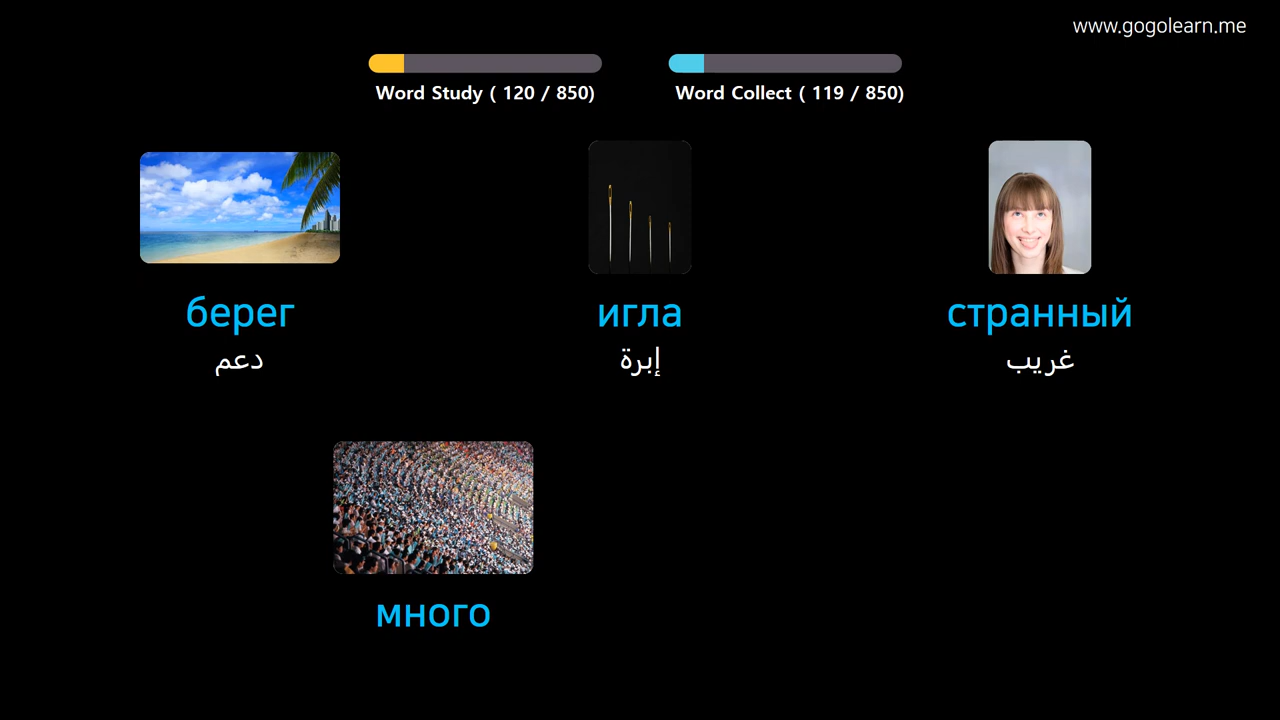 www.gogolearn.me
Word Study ( 120 / 850)
Word Collect ( 119 / 850)
берег
игла
странный
دعم
إبرة
غريب
много